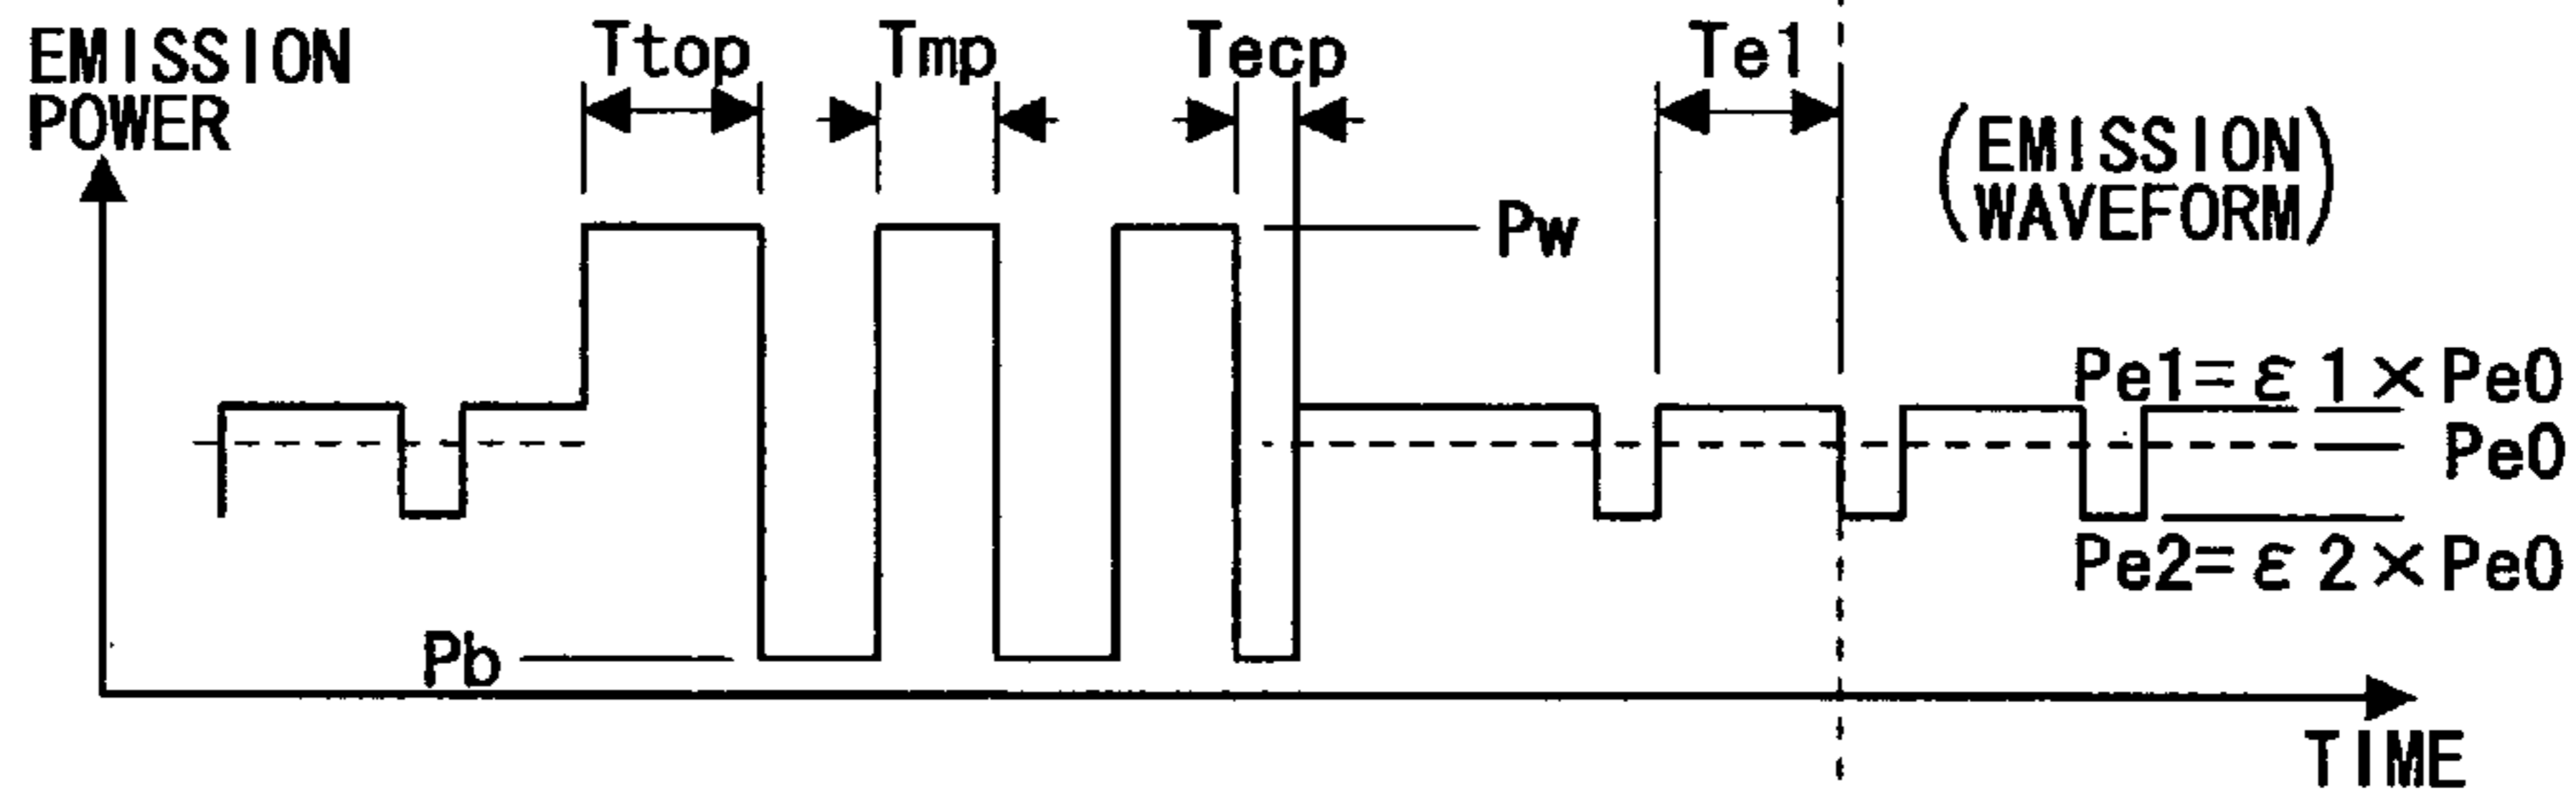 EMISSION
POWER
Ttop
Tmp
Tecp
Te1
(EMISSION
WAVEFORM)
Pw
Pe1=ε1×Pe0
Pe0
Pe2=ε2×Pe0
Pb
TIME